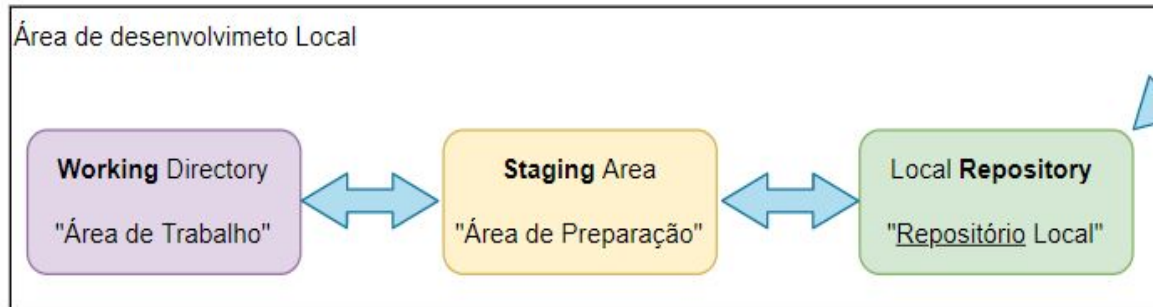 Área de desenvolvimeto Local
Working Directory
"Área de Trabalho"
Staging Area
"Área de Preparação"
Local Repository
"Repositório Local"